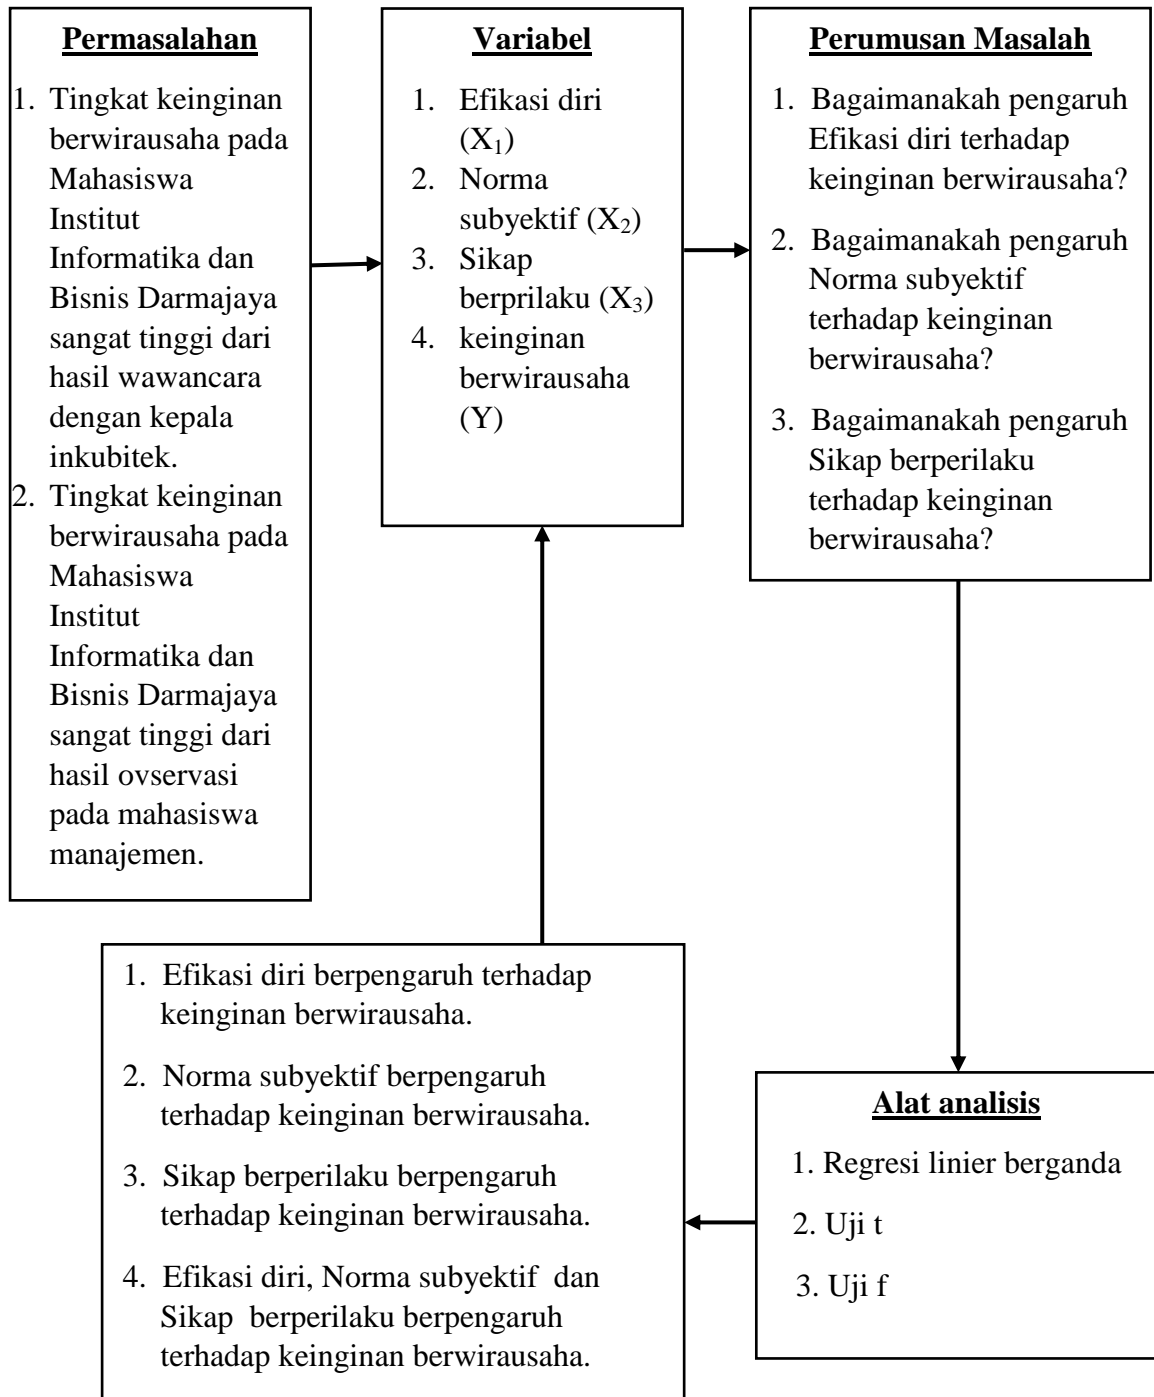 Permasalahan
1. Tingkat keinginan
berwirausaha pada
Mahasiswa
Institut
Informatika dan
Bisnis Darmajaya
sangat tinggi dari
hasil wawancara
dengan kepala
inkubitek.
2. Tingkat keinginan
berwirausaha pada
Mahasiswa
Institut
Informatika dan
Bisnis Darmajaya
sangat tinggi dari
hasil ovservasi
pada mahasiswa
manajemen.
Variabel
1. Efikasi diri
(X₁)
2. Norma
subyektif (X₂)
3. Sikap
berprilaku (X₃)
4. keinginan
berwirausaha
(Y)
Perumusan Masalah
1. Bagaimanakah pengaruh
Efikasi diri terhadap
keinginan berwirausaha?
2. Bagaimanakah pengaruh
Norma subyektif
terhadap keinginan
berwirausaha?
3. Bagaimanakah pengaruh
Sikap berperilaku
terhadap keinginan
berwirausaha?
Alat analisis
1. Regresi linier berganda
2. Uji t
3. Uji f
1. Efikasi diri berpengaruh terhadap
keinginan berwirausaha.
2. Norma subyektif berpengaruh
terhadap keinginan berwirausaha.
3. Sikap berperilaku berpengaruh
terhadap keinginan berwirausaha.
4. Efikasi diri, Norma subyektif dan
Sikap berperilaku berpengaruh
terhadap keinginan berwirausaha.